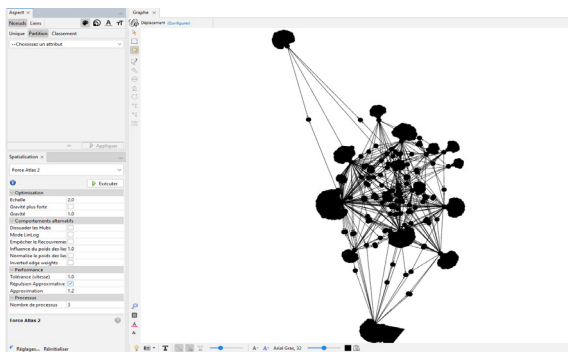 Aspect ×
Noeuds Liens
Unique Partition Classement
--Choisissez un attribut
Appliquer
Spatialisation ×
Force Atlas 2
Exécuter
Optimization
Echelle 2.0
Gravité plus forte
Gravité 1.0
Comportements alternatifs
Dissuader les Hubs
Mode LinLog
Empêcher le Recouvreme
Influence du poids des lie 1.0
Normalise le poids des lie
Inverted edge weights
Performance
Tolérance (vitesse) 1.0
Répulsion Approximative
Approximation 1.2
Processus
Nombre de processus 3
Force Atlas 2
Réglages... Réinitialiser
Graphe ×
Déplacement (Configurer)
Arial Gras, 32